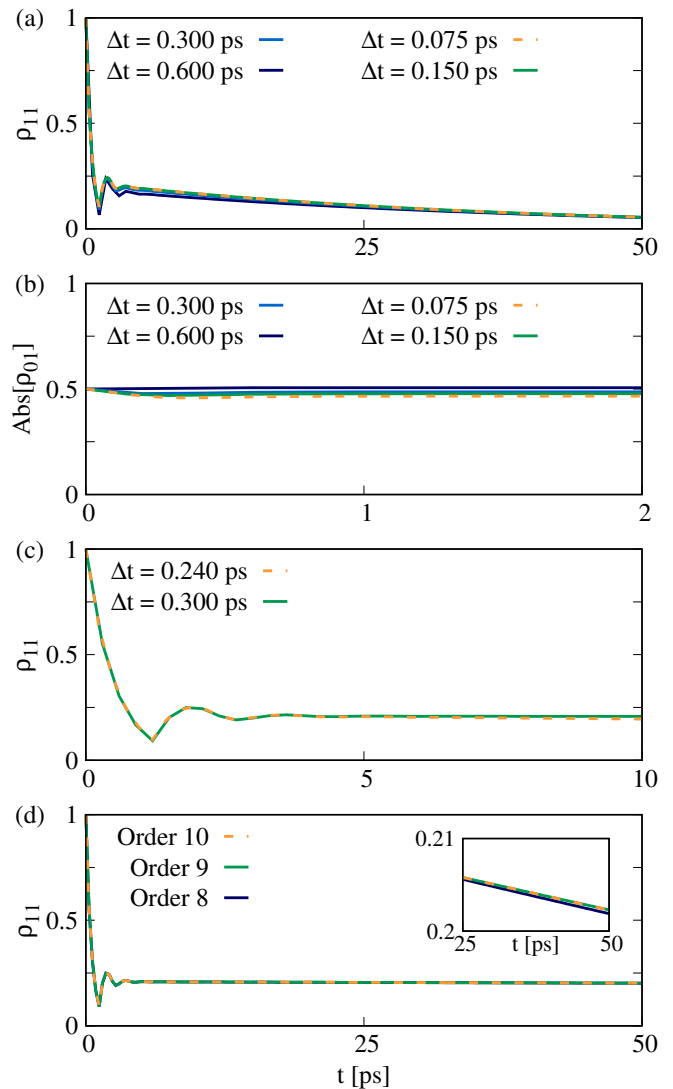 (a)
1
Δt = 0.300 ps Δt = 0.075 ps
Δt = 0.600 ps Δt = 0.150 ps
ρ11
0.5
0
0 25 50
(b)
1
Δt = 0.300 ps Δt = 0.075 ps
Δt = 0.600 ps Δt = 0.150 ps
Abs[ρ01]
0.5
0
0 1 2
(c)
1
Δt = 0.240 ps
Δt = 0.300 ps
ρ11
0.5
0
0 5 10
(d)
1
Order 10
Order 9
Order 8
0.21
0.2
25 t [ps] 50
ρ11
0.5
0
0 25 50
t [ps]